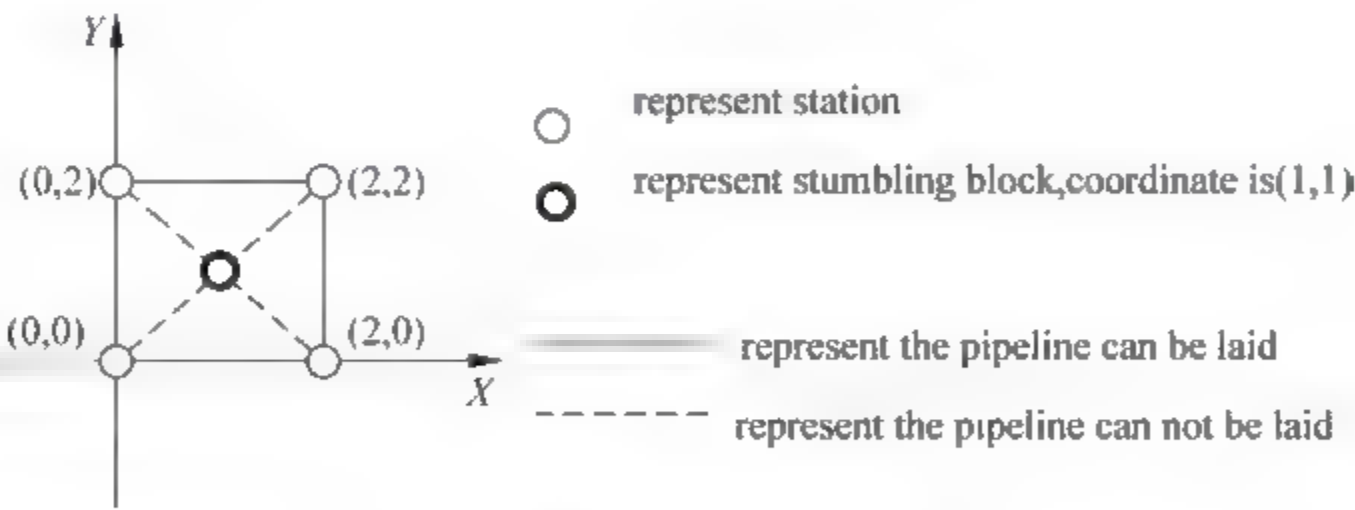 Y
represent station
(0,2)
(2,2)
represent stumbling block,coordinate is(1,1)
(0,0)
(2,0)
represent the pipeline can be laid
X
represent the pipeline can not be laid